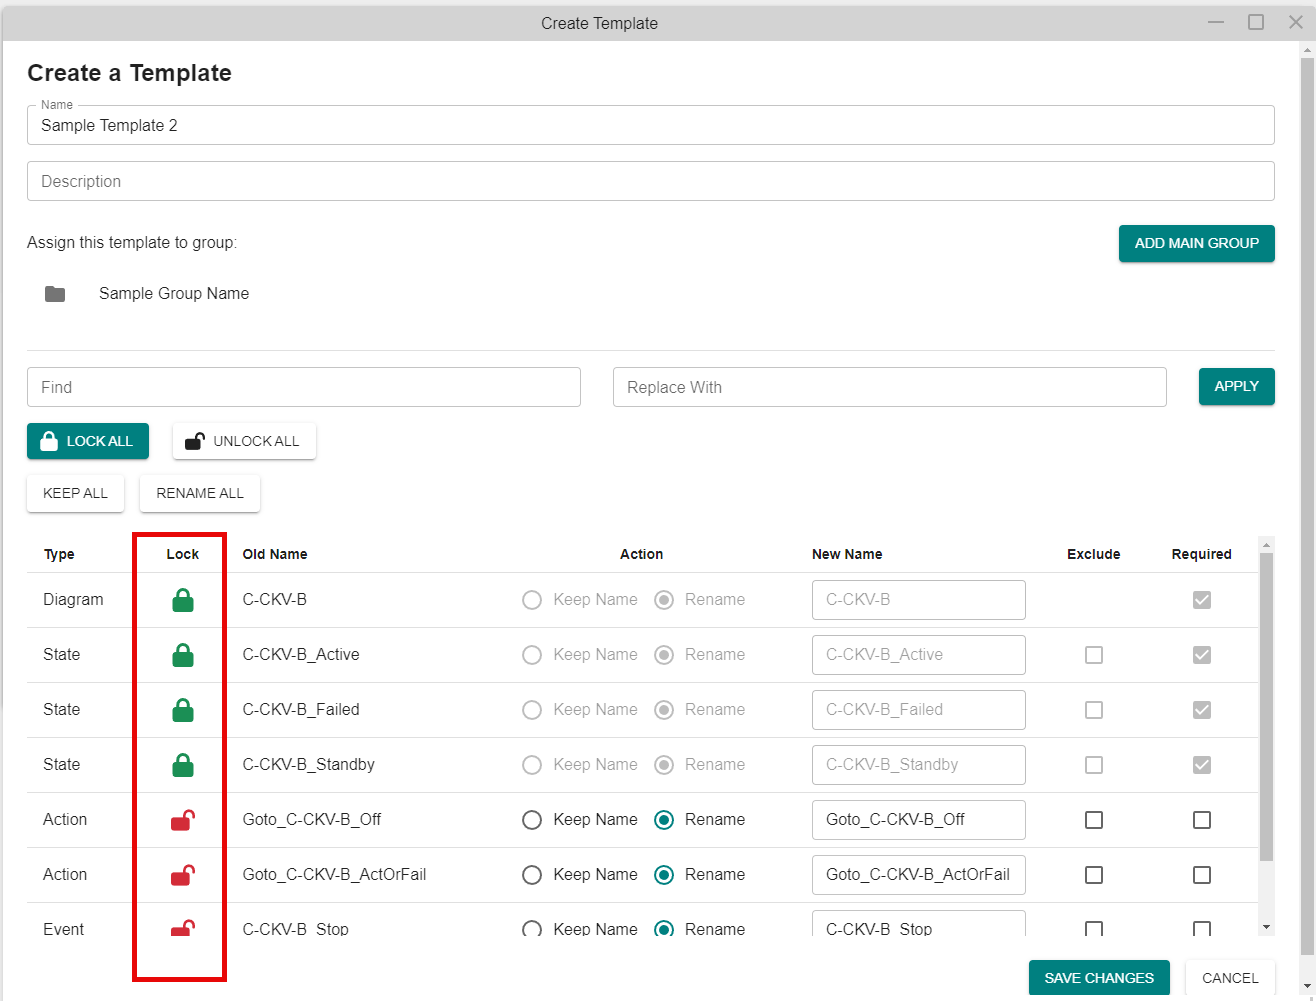 Create Template
Create a Template
Name
Sample Template 2
Description
Assign this template to group:
ADD MAIN GROUP
Sample Group Name
Find
Replace With
APPLY
LOCK ALL
UNLOCK ALL
KEEP ALL
RENAME ALL
Type Lock Old Name Action New Name Exclude Required
Diagram C-CKV-B Keep Name Rename C-CKV-B
State C-CKV-B_Active Keep Name Rename C-CKV-B_Active
State C-CKV-B_Failed Keep Name Rename C-CKV-B_Failed
State C-CKV-B_Standby Keep Name Rename C-CKV-B_Standby
Action Goto_C-CKV-B_Off Keep Name Rename Goto_C-CKV-B_Off
Action Goto_C-CKV-B_ActOrFail Keep Name Rename Goto_C-CKV-B_ActOrFail
Event C-CKV-B_Stop Keep Name Rename C-CKV-B_Stop
SAVE CHANGES
CANCEL